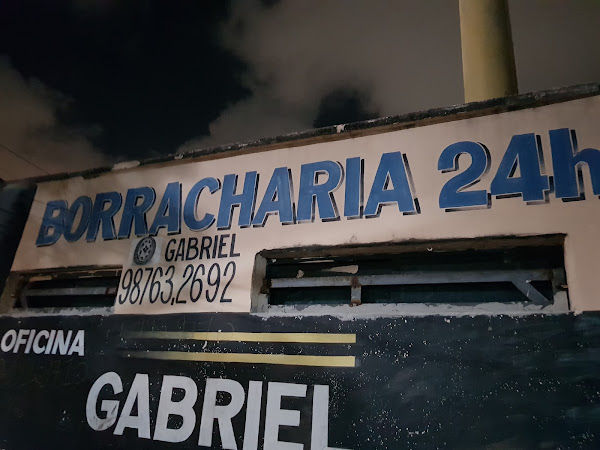 BORRACHARIA 24h
GABRIEL
98763,2692
OFICINA
GABRIEL